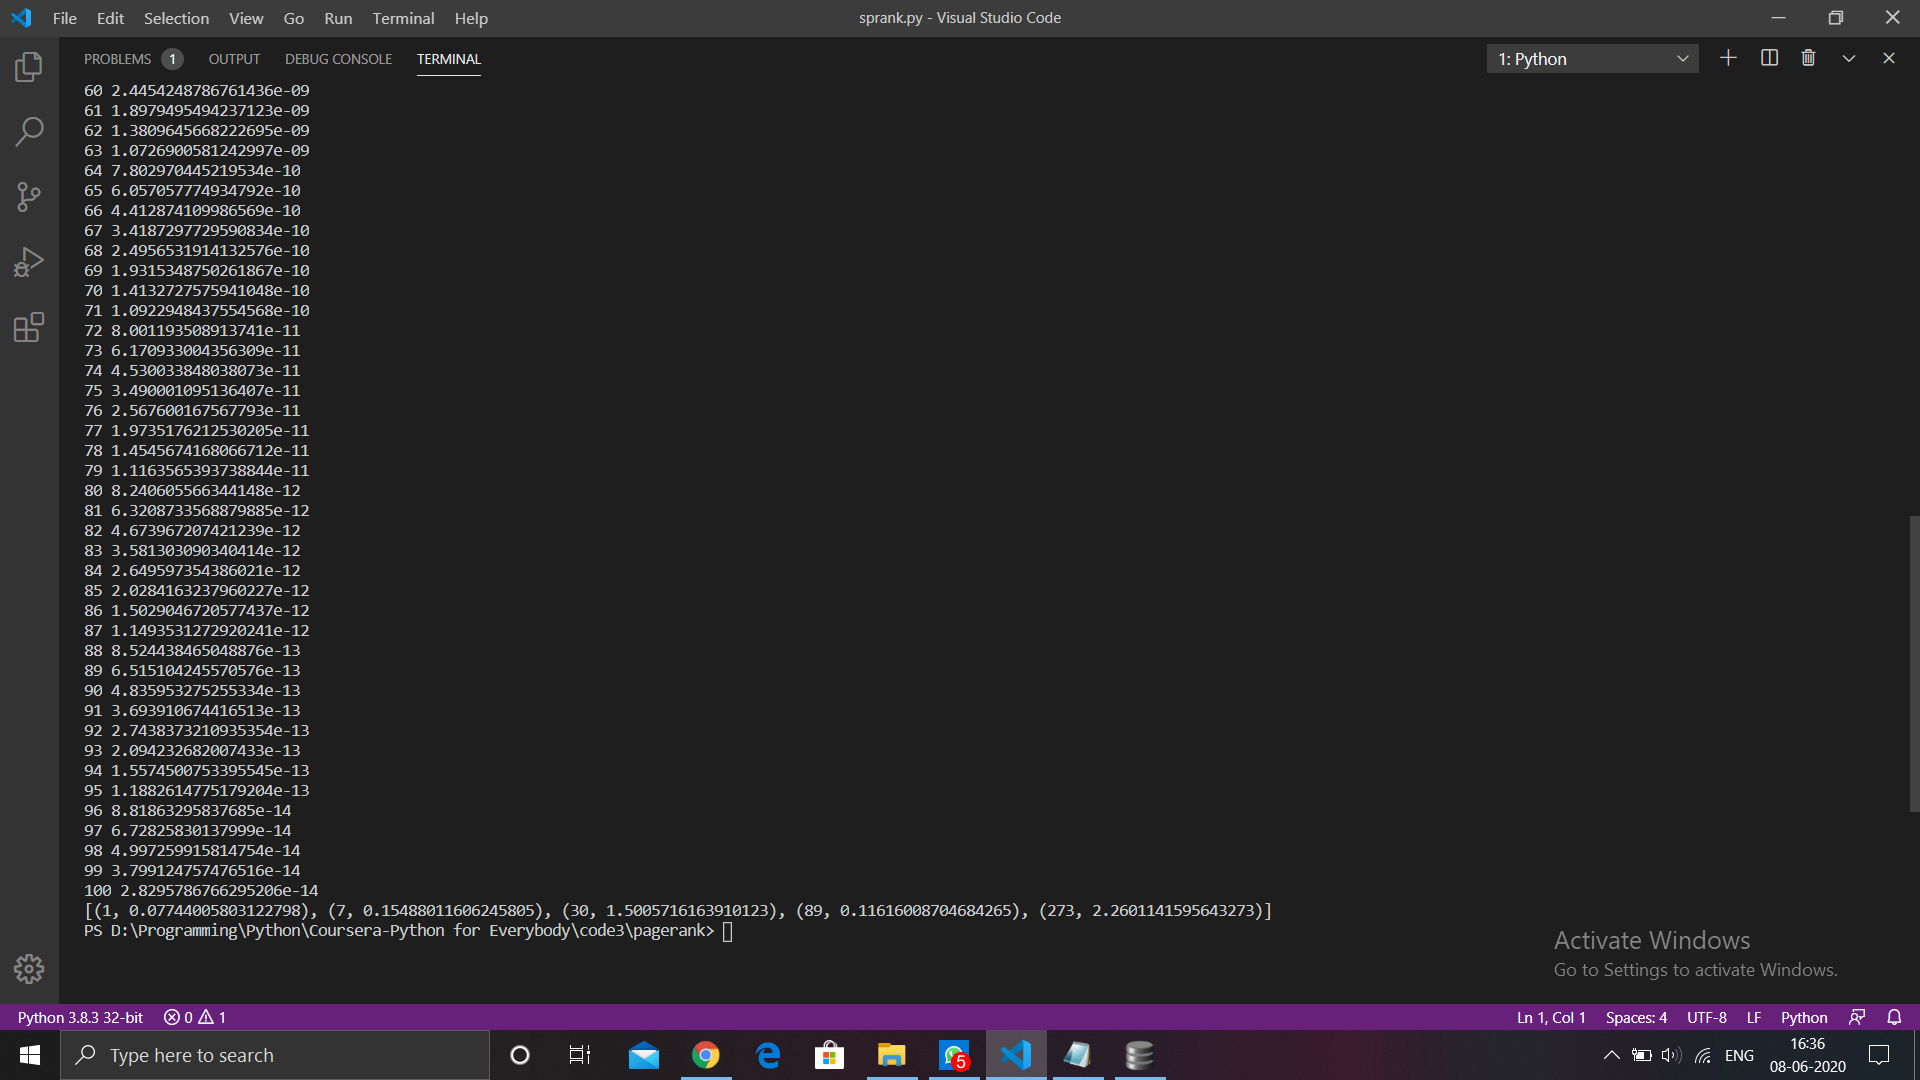 File Edit Selection View Go Run Terminal Help
sprank.py - Visual Studio Code
PROBLEMS 1 OUTPUT DEBUG CONSOLE TERMINAL
1: Python
60 2.4454248786761436e-09
61 1.8979495494237123e-09
62 1.3809645668222695e-09
63 1.0726900581242997e-09
64 7.802970445219534e-10
65 6.057057774934792e-10
66 4.412874109986569e-10
67 3.4187297729590834e-10
68 2.4956531914132576e-10
69 1.9315348750261867e-10
70 1.4132727575941048e-10
71 1.0922948437554568e-10
72 8.001193508913741e-11
73 6.170933004356309e-11
74 4.530033848038073e-11
75 3.490001095136407e-11
76 2.567600167567793e-11
77 1.9735176212530205e-11
78 1.4545674168066712e-11
79 1.1163565393738844e-11
80 8.240605566344148e-12
81 6.3208733568879885e-12
82 4.673967207421239e-12
83 3.581303090340414e-12
84 2.649597354386021e-12
85 2.0284163237960227e-12
86 1.5029046720577437e-12
87 1.1493531272920241e-12
88 8.524438465048876e-13
89 6.515104245570576e-13
90 4.835953275255334e-13
91 3.693910674416513e-13
92 2.7438373210935354e-13
93 2.094232682007433e-13
94 1.5574500753395545e-13
95 1.1882614775179204e-13
96 8.81863295837685e-14
97 6.72825830137999e-14
98 4.997259915814754e-14
99 3.799124757476516e-14
100 2.8295786766295206e-14
[(1, 0.07744005803122798), (7, 0.15488011606245805), (30, 1.5005716163910123), (89, 0.11616008704684265), (273, 2.2601141595643273)]
PS D:\Programming\Python\Coursera-Python for Everybody\code3\pagerank>
Activate Windows
Go to Settings to activate Windows.
Python 3.8.3 32-bit 0 1
Ln 1, Col 1 Spaces: 4 UTF-8 LF Python
Type here to search
5
ENG
16:36
08-06-2020